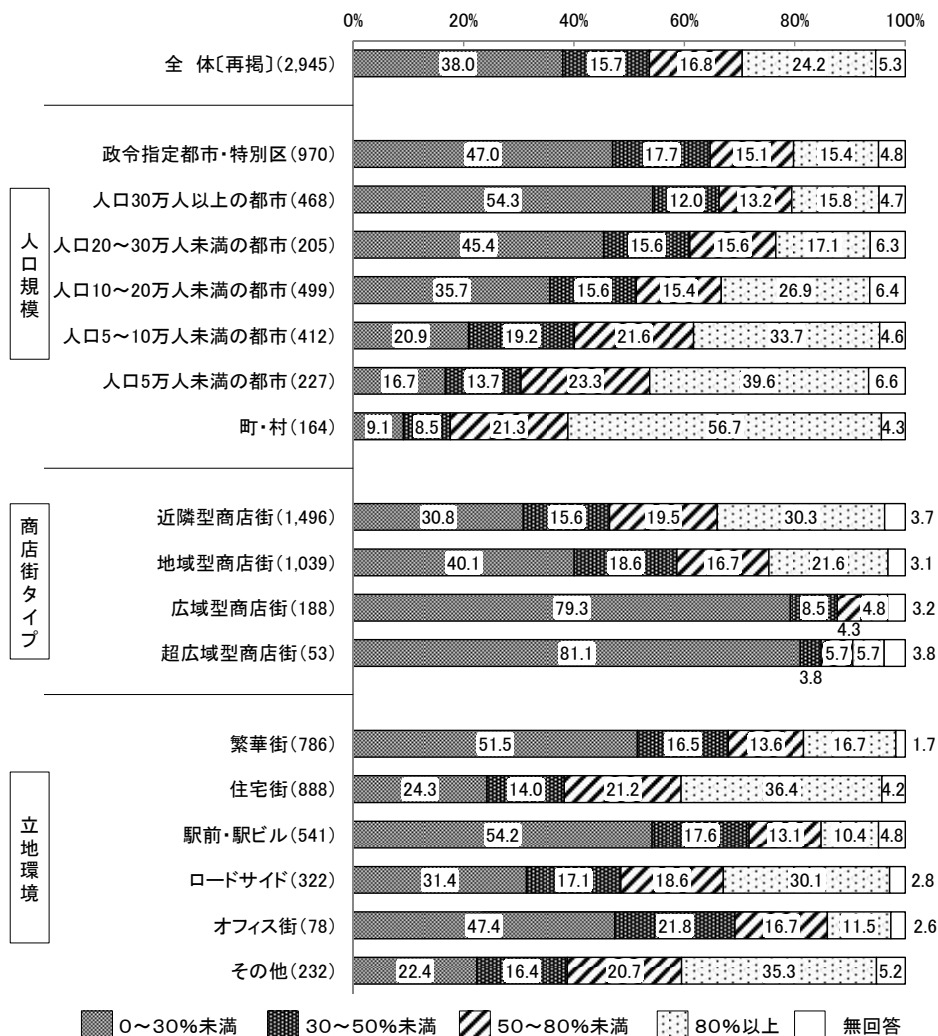 0% 20% 40% 60% 80% 100%
全 体〔再掲〕(2,945) 38.0 15.7 16.8 24.2 5.3
人口規模
政令指定都市・特別区(970) 47.0 17.7 15.1 15.4 4.8
人口30万人以上の都市(468) 54.3 12.0 13.2 15.8 4.7
人口20～30万人未満の都市(205) 45.4 15.6 15.6 17.1 6.3
人口10～20万人未満の都市(499) 35.7 15.6 15.4 26.9 6.4
人口5～10万人未満の都市(412) 20.9 19.2 21.6 33.7 4.6
人口5万人未満の都市(227) 16.7 13.7 23.3 39.6 6.6
町・村(164) 9.1 8.5 21.3 56.7 4.3
商店街タイプ
近隣型商店街(1,496) 30.8 15.6 19.5 30.3 3.7
地域型商店街(1,039) 40.1 18.6 16.7 21.6 3.1
広域型商店街(188) 79.3 8.5 4.3 4.8 3.2
超広域型商店街(53) 81.1 3.8 5.7 5.7 3.8
立地環境
繁華街(786) 51.5 16.5 13.6 16.7 1.7
住宅街(888) 24.3 14.0 21.2 36.4 4.2
駅前・駅ビル(541) 54.2 17.6 13.1 10.4 4.8
ロードサイド(322) 31.4 17.1 18.6 30.1 2.8
オフィス街(78) 47.4 21.8 16.7 11.5 2.6
その他(232) 22.4 16.4 20.7 35.3 5.2
0～30%未満 30～50%未満 50～80%未満 80%以上 無回答